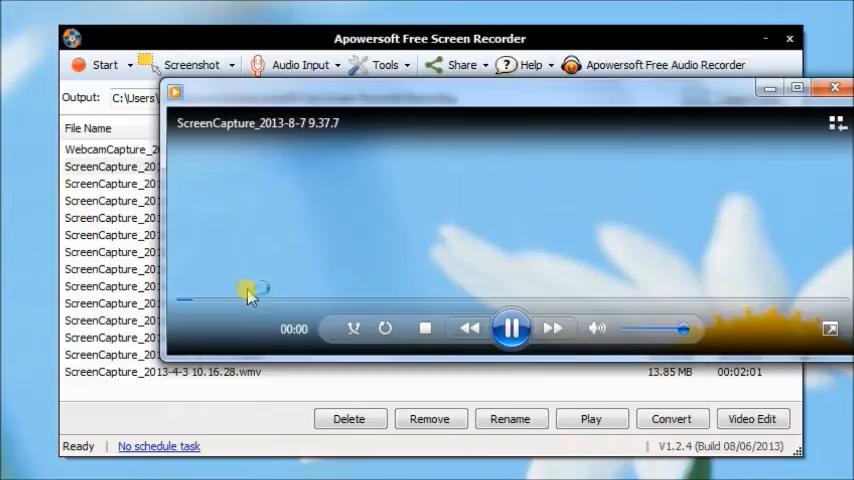 Apowersoft Free Screen Recorder
Start Screenshot Audio Input Tools Share Help Apowersoft Free Audio Recorder
Output: C:\Users\
File Name
ScreenCapture_2013-8-7 9.37.7
WebcamCapture_20
ScreenCapture_201
ScreenCapture_201
ScreenCapture_201
ScreenCapture_201
ScreenCapture_201
ScreenCapture_201
ScreenCapture_201
ScreenCapture_201
ScreenCapture_201
ScreenCapture_201
00:00
ScreenCapture_201
ScreenCapture_201
ScreenCapture_2013-4-3 10.16.28.wmv 13.85 MB 00:02:01
Delete Remove Rename Play Convert Video Edit
Ready No schedule task V1.2.4 (Build 08/06/2013)